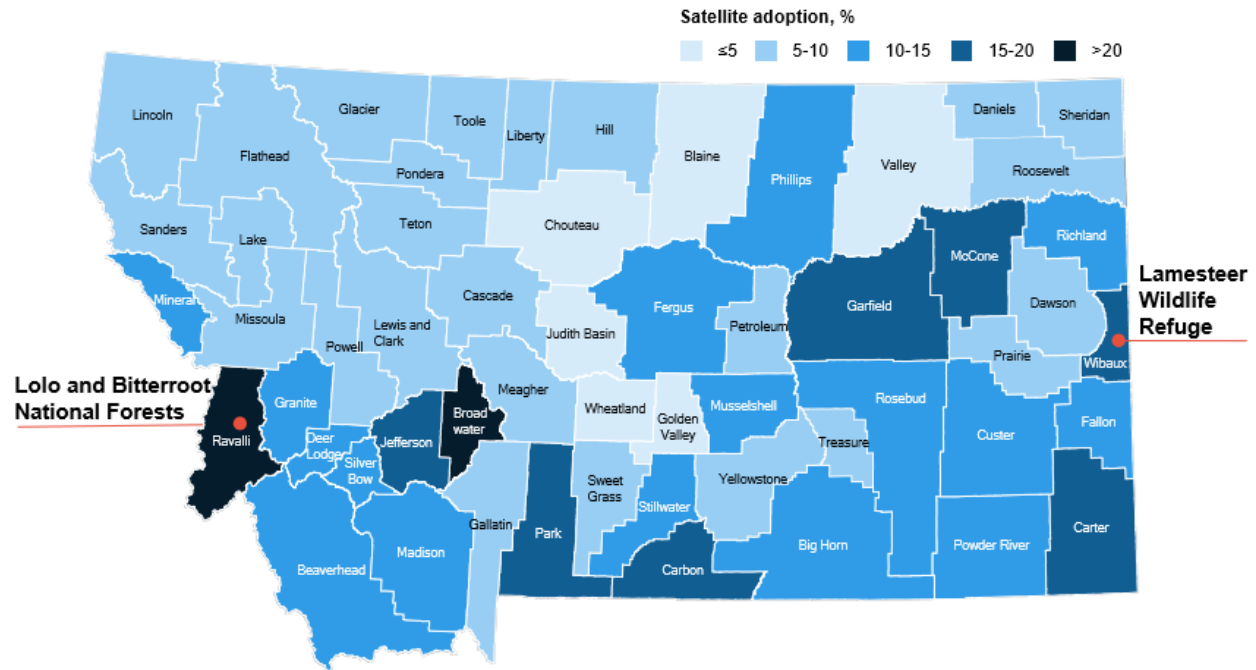 Satellite adoption, %
≤5 5-10 10-15 15-20 >20
Lincoln
Glacier
Toole
Liberty
Hill
Flathead
Pondera
Blaine
Phillips
Valley
Daniels
Sheridan
Roosevelt
Sanders
Lake
Teton
Chouteau
Richland
McCone
Mineral
Missoula
Powell
Lewis and
Clark
Cascade
Judith Basin
Fergus
Petroleum
Garfield
Dawson
Prairie
Wibaux
Lamesteer
Wildlife
Refuge
Lolo and Bitterroot
National Forests
Ravalli
Granite
Deer
Lodge
Silver
Bow
Jefferson
Broad
water
Meagher
Wheatland
Golden
Valley
Musselshell
Treasure
Rosebud
Custer
Fallon
Gallatin
Park
Sweet
Grass
Stillwater
Yellowstone
Beaverhead
Madison
Carbon
Big Horn
Powder River
Carter